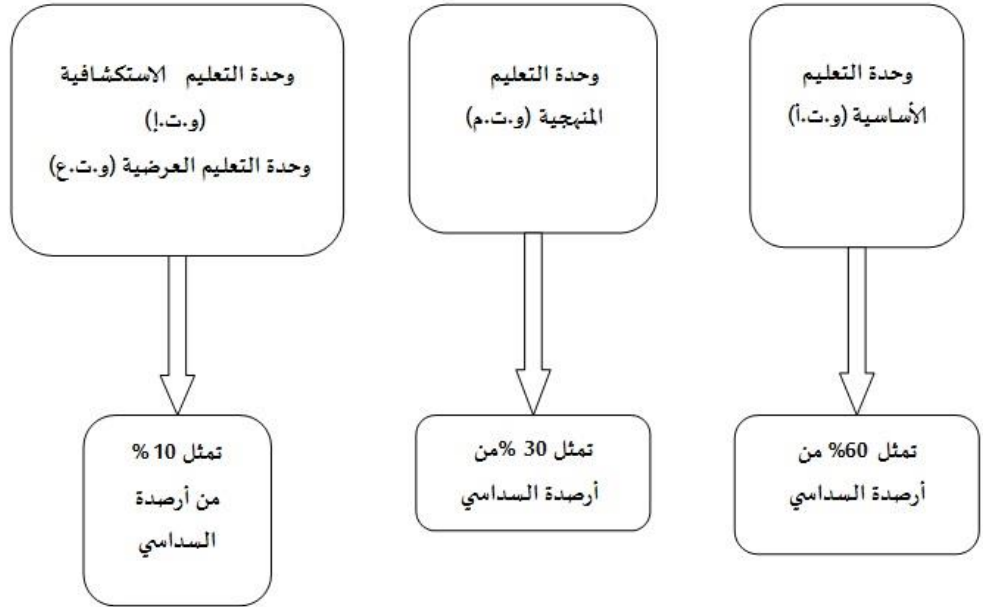 وحدة التعليم
الأساسية (و.ت.أ)
وحدة التعليم
المنهجية (و.ت.م)
وحدة التعليم الاستكشافية
(و.ت.إ)
وحدة التعليم العرضية (و.ت.ع)
تمثل 60% من
أرصدة السداسي
تمثل 30 %من
أرصدة السداسي
تمثل 10 %
من أرصدة
السداسي